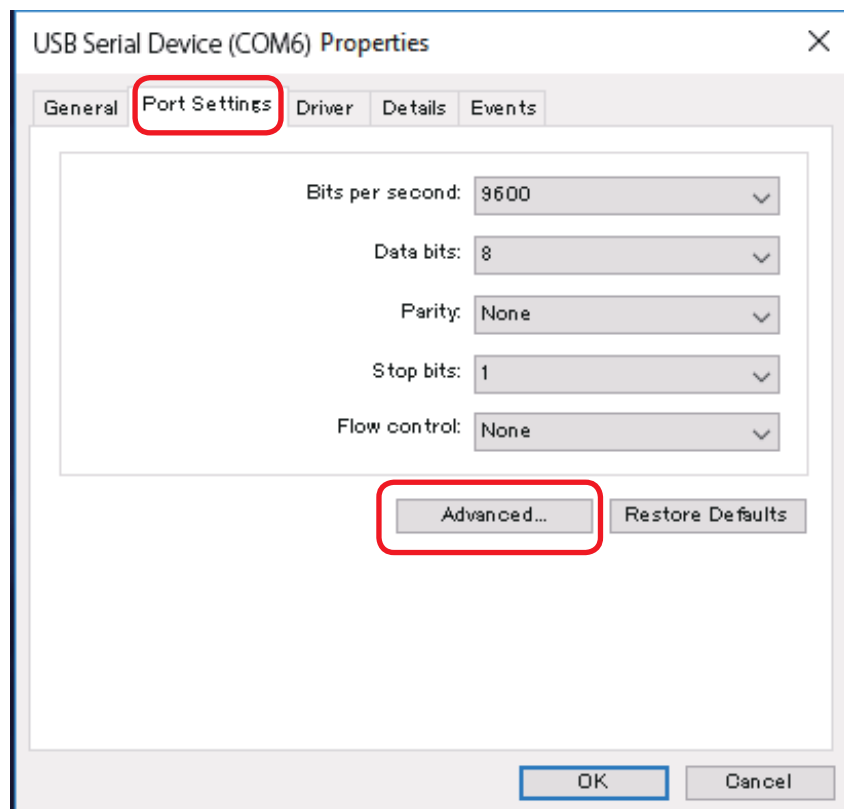 USB Serial Device (COM6) Properties
General Port Settings Driver Details Events
Bits per second: 9600
Data bits: 8
Parity: None
Stop bits: 1
Flow control: None
Advanced... Restore Defaults
OK Cancel